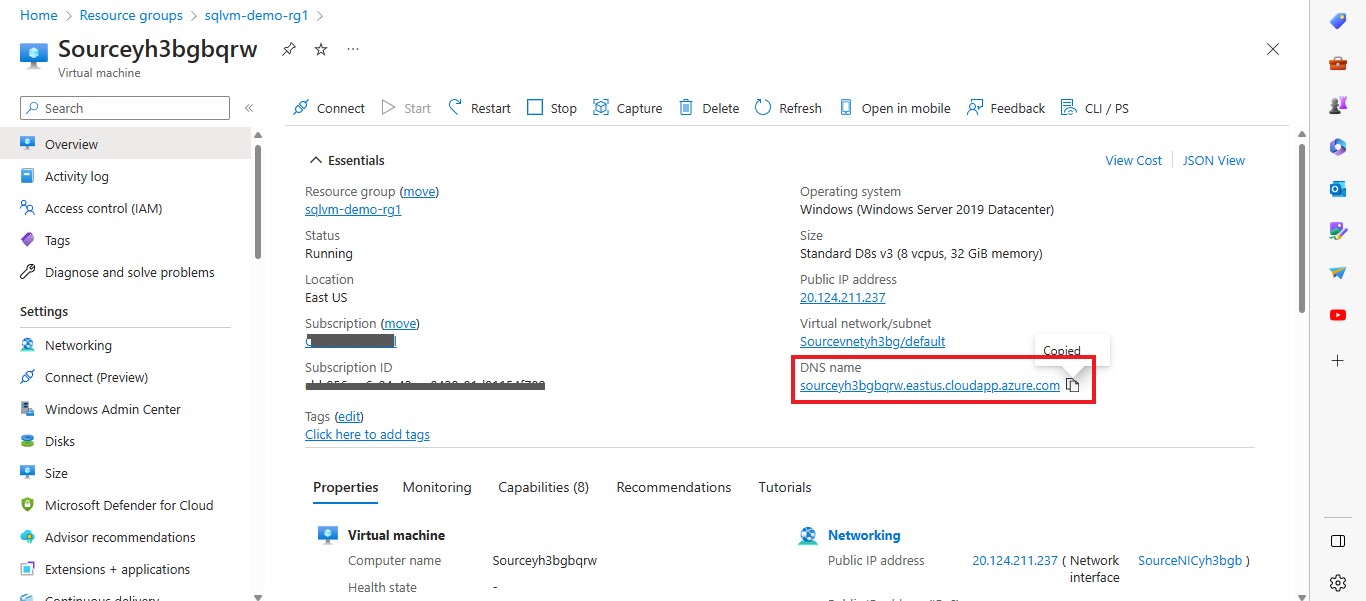 Home > Resource groups > sqlvm-demo-rg1 >
Sourceyh3bgbqrw
Virtual machine
Search
Connect Start Restart Stop Capture Delete Refresh Open in mobile Feedback CLI / PS
Overview
Activity log
Access control (IAM)
Tags
Diagnose and solve problems
Settings
Networking
Connect (Preview)
Windows Admin Center
Disks
Size
Microsoft Defender for Cloud
Advisor recommendations
Extensions + applications
Continuous delivery
Essentials
View Cost
JSON View
Resource group (move)
sqlvm-demo-rg1
Status
Running
Location
East US
Subscription (move)
Subscription ID
Tags (edit)
Click here to add tags
Operating system
Windows (Windows Server 2019 Datacenter)
Size
Standard D8s v3 (8 vcpus, 32 GiB memory)
Public IP address
20.124.211.237
Virtual network/subnet
Sourcevnetyh3bg/default
Copied
DNS name
sourceyh3bgbqrw.eastus.cloudapp.azure.com
Properties Monitoring Capabilities (8) Recommendations Tutorials
Virtual machine
Computer name Sourceyh3bgbqrw
Health state -
Networking
Public IP address 20.124.211.237 ( Network interface SourceNICyh3bgb )